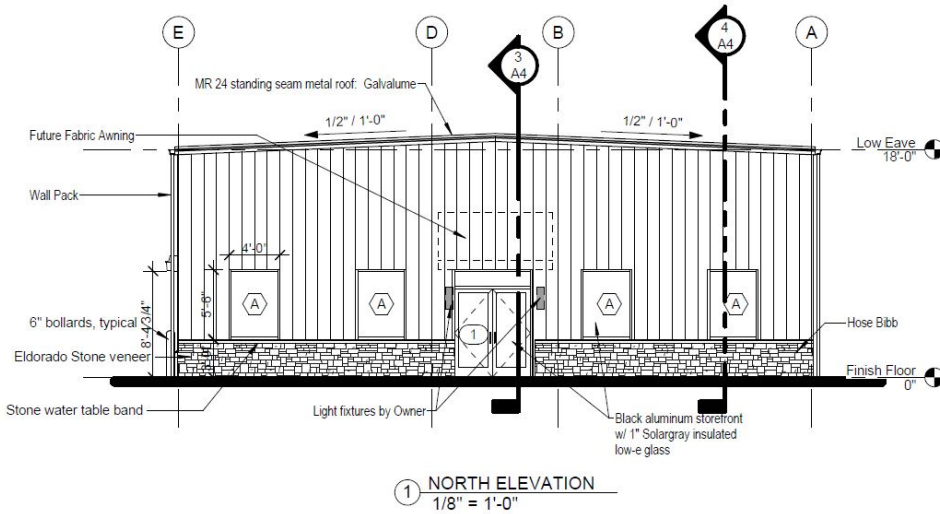 E
D
B
A
3
A4
4
A4
MR 24 standing seam metal roof: Galvalume
1/2" / 1'-0"
1/2" / 1'-0"
Future Fabric Awning
Low Eave
18'-0"
Wall Pack
4'-0"
5'-6"
A
A
A
A
8'-4 3/4"
6" bollards, typical
1
Hose Bibb
Eldorado Stone veneer
Finish Floor
0"
Stone water table band
Light fixtures by Owner
Black aluminum storefront
w/ 1" Solargray insulated
low-e glass
1
NORTH ELEVATION
1/8" = 1'-0"